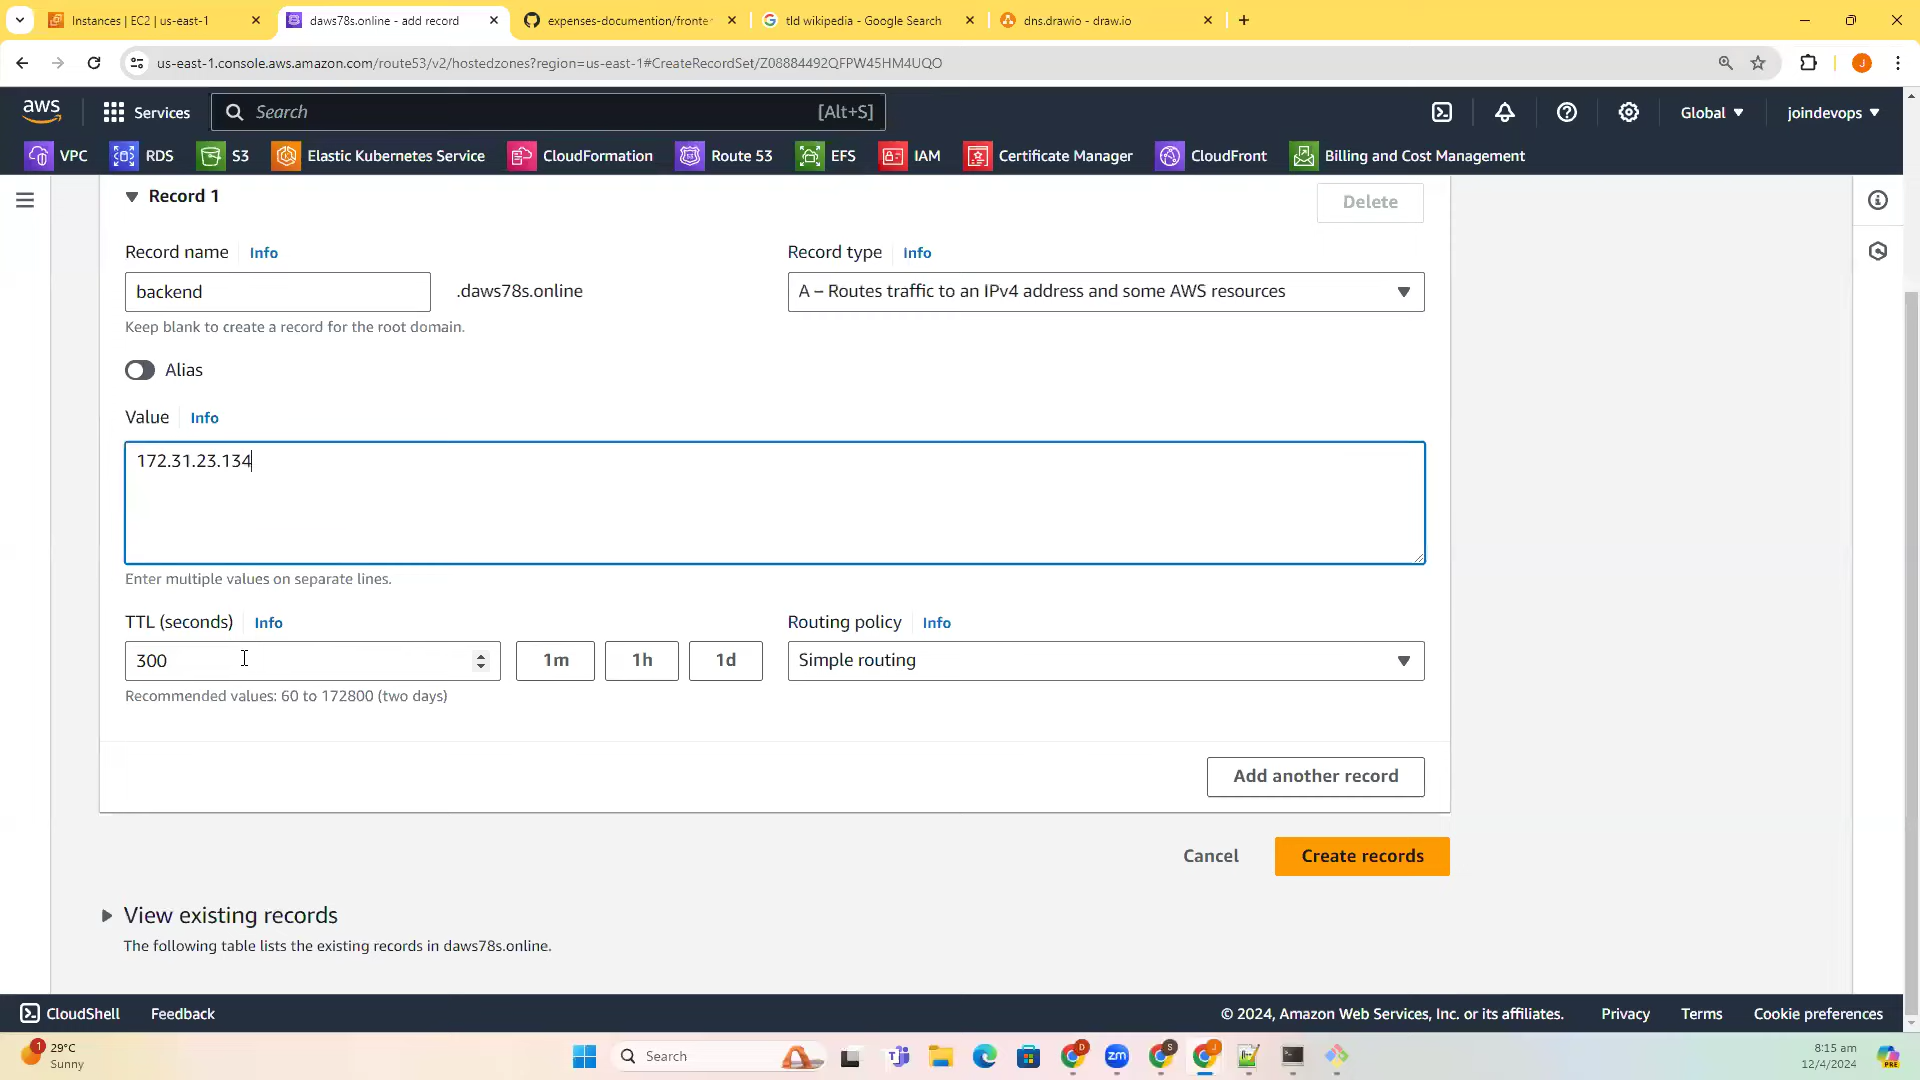 Instances | EC2 | us-east-1
daws78s.online - add record
expenses-documention/fronte
tld wikipedia - Google Search
dns.drawio - draw.io
us-east-1.console.aws.amazon.com/route53/v2/hostedzones?region=us-east-1#CreateRecordSet/Z08884492QFPW45HM4UQO
J
aws
Services
Search
[Alt+S]
Global
joindevops
VPC
RDS
S3
Elastic Kubernetes Service
CloudFormation
Route 53
EFS
IAM
Certificate Manager
CloudFront
Billing and Cost Management
Record 1
Delete
Record name
Info
Record type
Info
backend
.daws78s.online
A – Routes traffic to an IPv4 address and some AWS resources
Keep blank to create a record for the root domain.
Alias
Value
Info
172.31.23.134
Enter multiple values on separate lines.
TTL (seconds)
Info
Routing policy
Info
300
1m
1h
1d
Simple routing
Recommended values: 60 to 172800 (two days)
Add another record
Cancel
Create records
View existing records
The following table lists the existing records in daws78s.online.
CloudShell
Feedback
© 2024, Amazon Web Services, Inc. or its affiliates.
Privacy
Terms
Cookie preferences
1
29°C
Sunny
Search
D
zm
S
J
8:15 am
12/4/2024
PRE